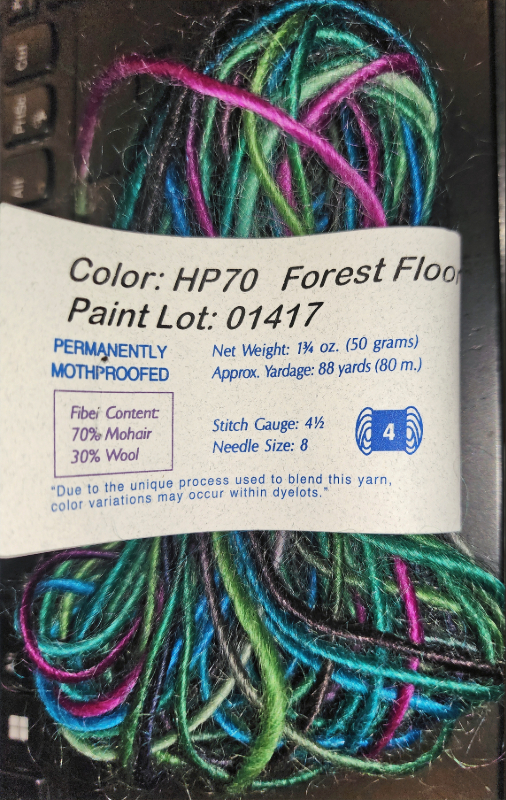 Color: HP70 Forest Floor
Paint Lot: 01417
PERMANENTLY
MOTHPROOFED
Net Weight: 1¾ oz. (50 grams)
Approx. Yardage: 88 yards (80 m.)
Fiber Content:
70% Mohair
30% Wool
Stitch Gauge: 4½
Needle Size: 8
4
"Due to the unique process used to blend this yarn,
color variations may occur within dyelots."
Ctrl
Alt